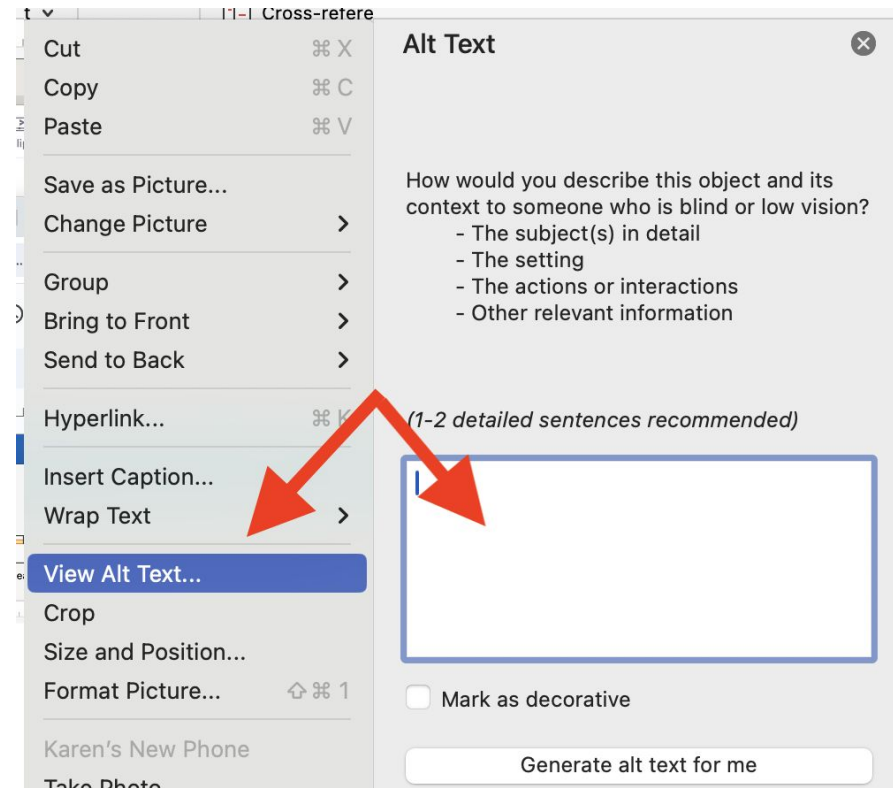 Cross-refere
Cut ⌘ X
Copy ⌘ C
Paste ⌘ V
Save as Picture...
Change Picture
Group
Bring to Front
Send to Back
Hyperlink... ⌘ K
Insert Caption...
Wrap Text
View Alt Text...
Crop
Size and Position...
Format Picture... ⇧ ⌘ 1
Karen's New Phone
Take Photo
Alt Text
How would you describe this object and its
context to someone who is blind or low vision?
- The subject(s) in detail
- The setting
- The actions or interactions
- Other relevant information
(1-2 detailed sentences recommended)
Mark as decorative
Generate alt text for me